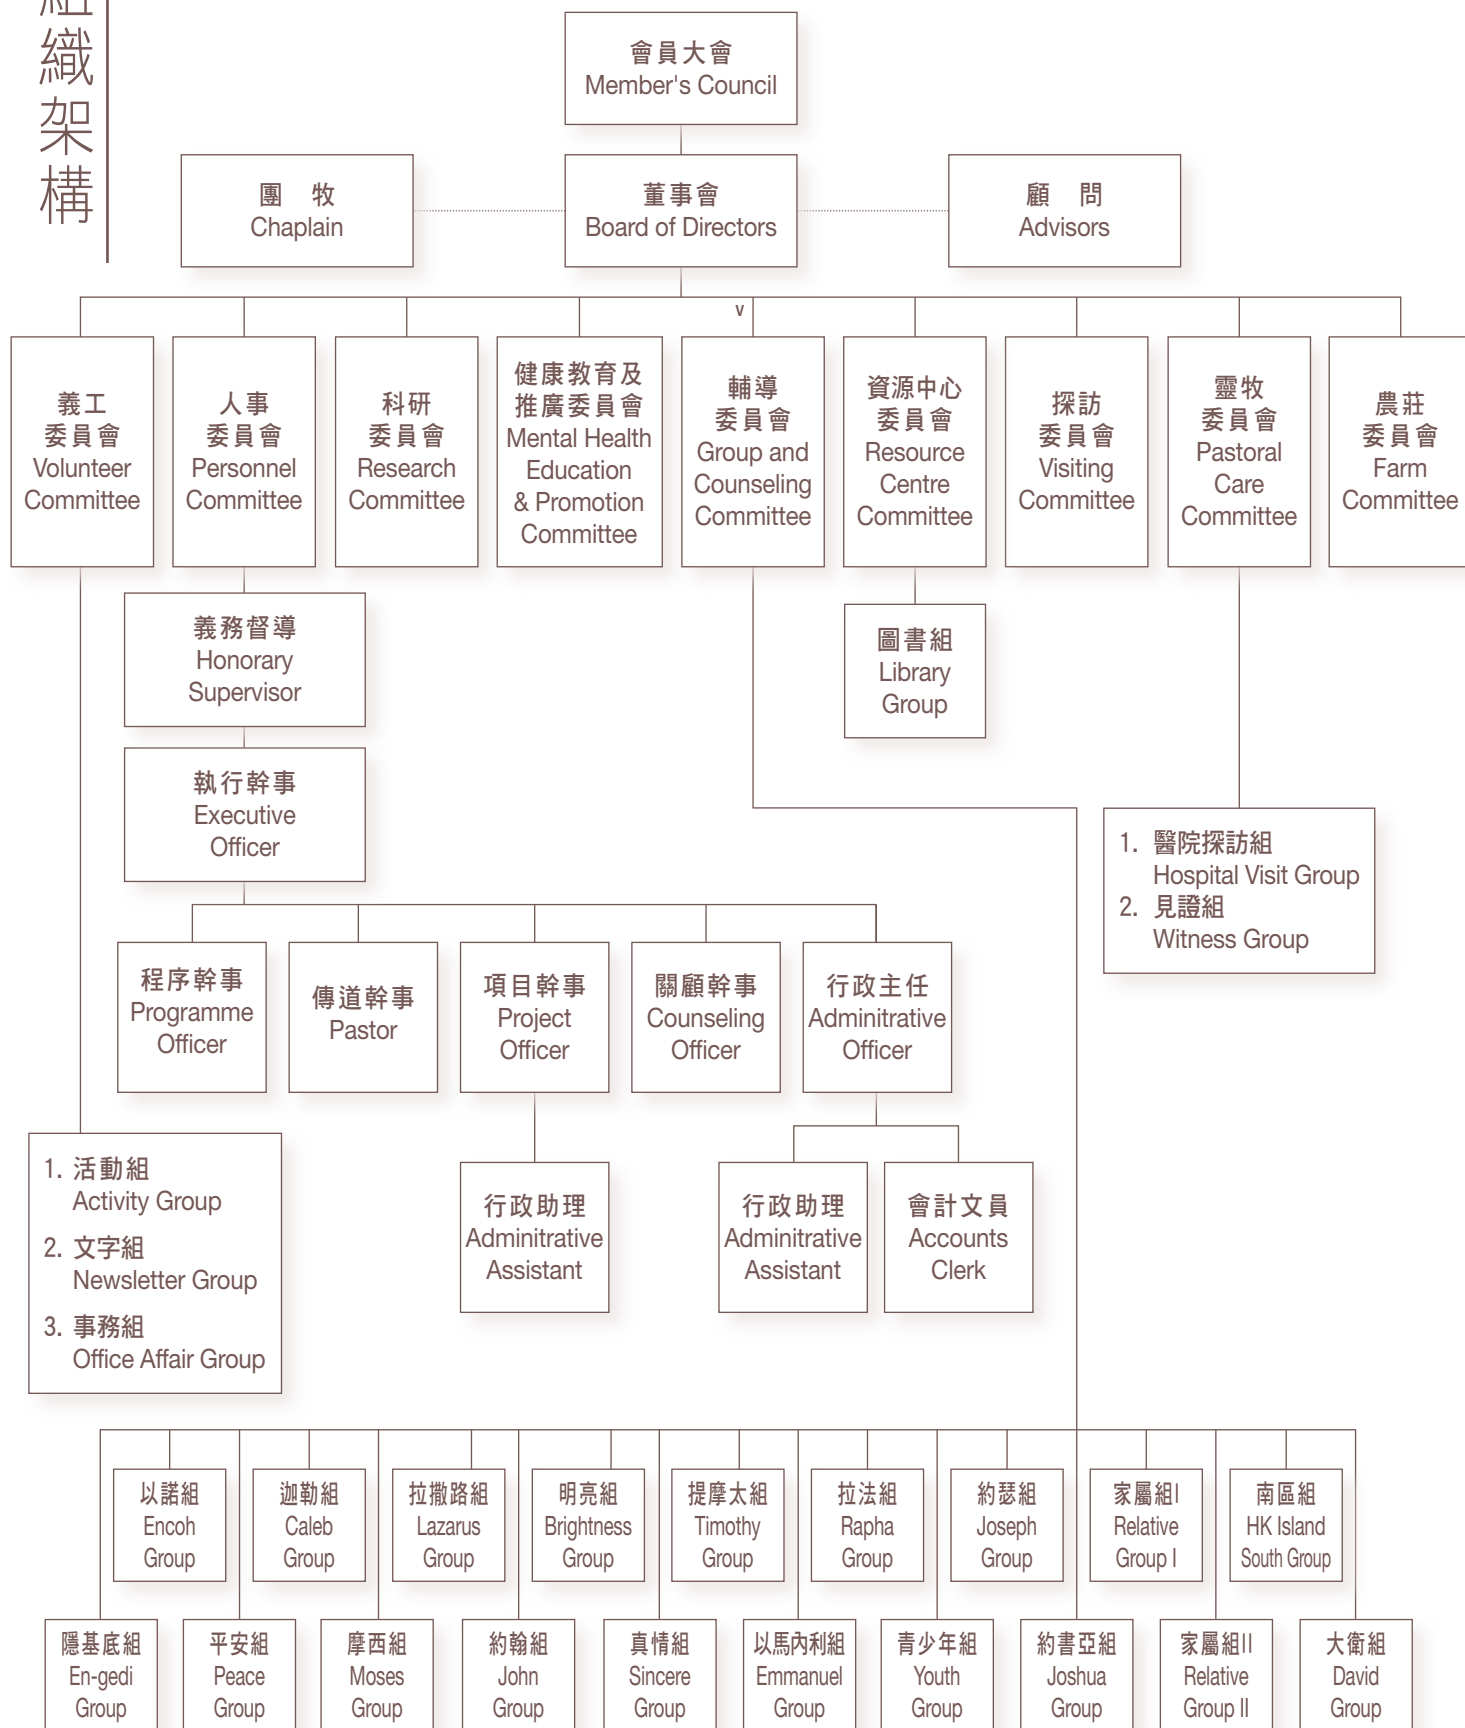 組織架構
會員大會
Member's Council
團 牧
Chaplain
董事會
Board of Directors
顧 問
Advisors
v
義工
委員會
Volunteer
Committee
人事
委員會
Personnel
Committee
科研
委員會
Research
Committee
健康教育及
推廣委員會
Mental Health
Education
& Promotion
Committee
輔導
委員會
Group and
Counseling
Committee
資源中心
委員會
Resource
Centre
Committee
探訪
委員會
Visiting
Committee
靈牧
委員會
Pastoral
Care
Committee
農莊
委員會
Farm
Committee
義務督導
Honorary
Supervisor
圖書組
Library
Group
執行幹事
Executive
Officer
1. 醫院探訪組
Hospital Visit Group
2. 見證組
Witness Group
程序幹事
Programme
Officer
傳道幹事
Pastor
項目幹事
Project
Officer
關顧幹事
Counseling
Officer
行政主任
Adminitrative
Officer
1. 活動組
Activity Group
2. 文字組
Newsletter Group
3. 事務組
Office Affair Group
行政助理
Adminitrative
Assistant
行政助理
Adminitrative
Assistant
會計文員
Accounts
Clerk
以諾組
Encoh
Group
迦勒組
Caleb
Group
拉撒路組
Lazarus
Group
明亮組
Brightness
Group
提摩太組
Timothy
Group
拉法組
Rapha
Group
約瑟組
Joseph
Group
家屬組I
Relative
Group I
南區組
HK Island
South Group
隱基底組
En-gedi
Group
平安組
Peace
Group
摩西組
Moses
Group
約翰組
John
Group
真情組
Sincere
Group
以馬內利組
Emmanuel
Group
青少年組
Youth
Group
約書亞組
Joshua
Group
家屬組II
Relative
Group II
大衛組
David
Group